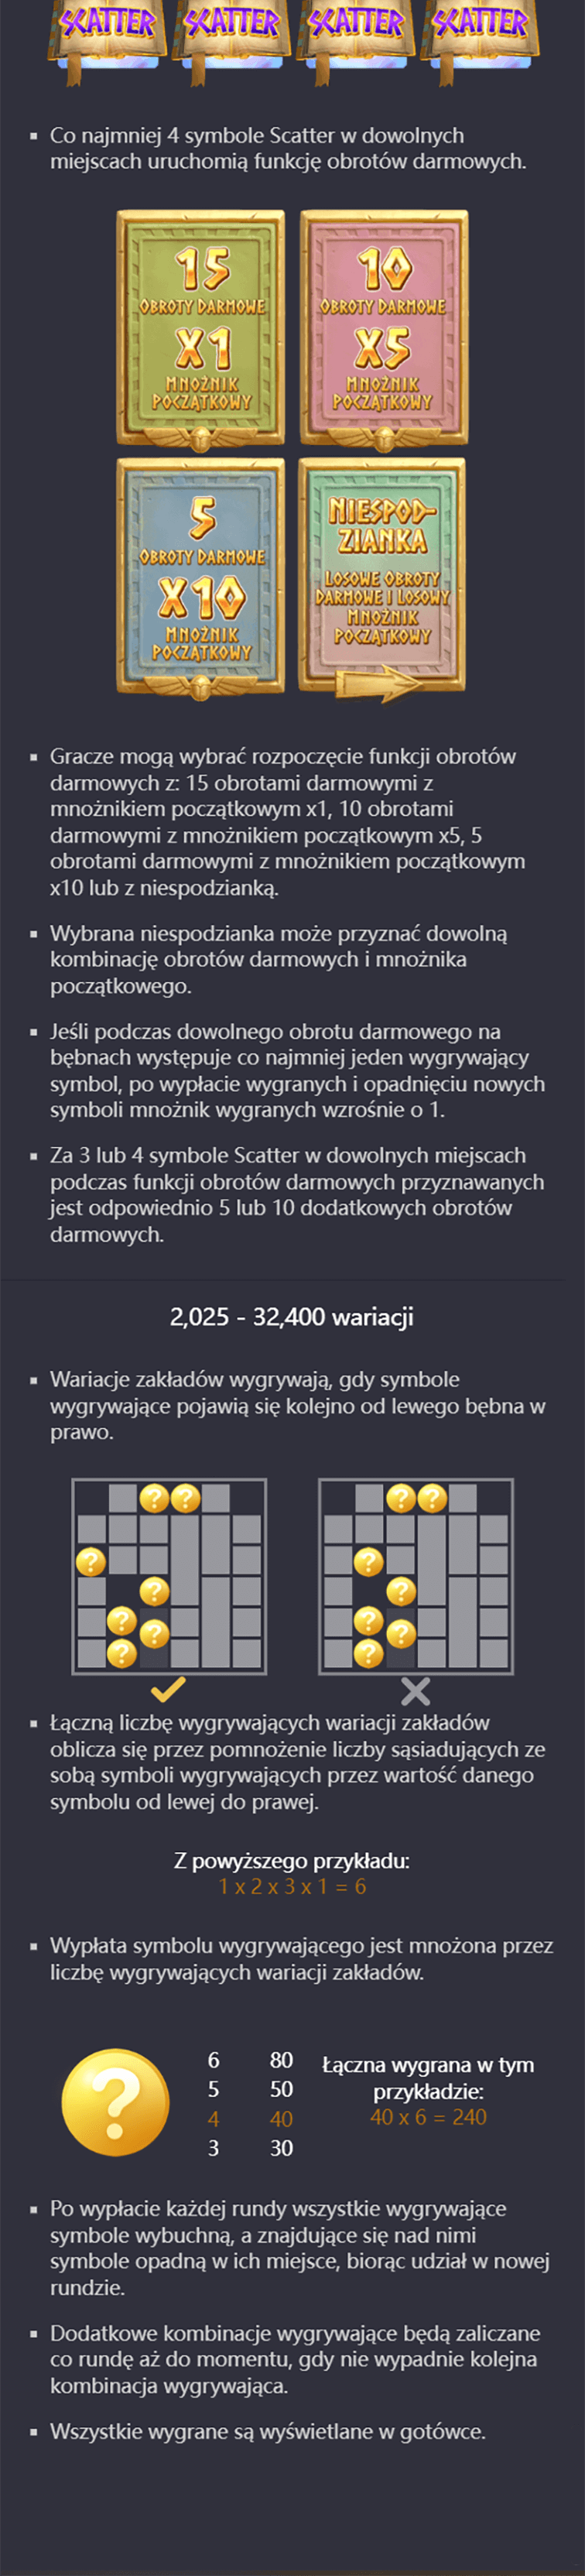 SCATTER SCATTER SCATTER SCATTER
Co najmniej 4 symbole Scatter w dowolnych
miejscach uruchomią funkcję obrotów darmowych.
15
OBROTY DARMOWE
X1
MNOŻNIK
POCZĄTKOWY
10
OBROTY DARMOWE
X5
MNOŻNIK
POCZĄTKOWY
5
OBROTY DARMOWE
X10
MNOŻNIK
POCZĄTKOWY
NIESPOD-
ZIANKA
LOSOWE OBROTY
DARMOWE I LOSOWY
MNOŻNIK
POCZĄTKOWY
Gracze mogą wybrać rozpoczęcie funkcji obrotów
darmowych z: 15 obrotami darmowymi z
mnożnikiem początkowym x1, 10 obrotami
darmowymi z mnożnikiem początkowym x5, 5
obrotami darmowymi z mnożnikiem początkowym
x10 lub z niespodzianką.
Wybrana niespodzianka może przyznać dowolną
kombinację obrotów darmowych i mnożnika
początkowego.
Jeśli podczas dowolnego obrotu darmowego na
bębnach występuje co najmniej jeden wygrywający
symbol, po wypłacie wygranych i opadnięciu nowych
symboli mnożnik wygranych wzrośnie o 1.
Za 3 lub 4 symbole Scatter w dowolnych miejscach
podczas funkcji obrotów darmowych przyznawanych
jest odpowiednio 5 lub 10 dodatkowych obrotów
darmowych.
2,025 - 32,400 wariacji
Wariacje zakładów wygrywają, gdy symbole
wygrywające pojawią się kolejno od lewego bębna w
prawo.
? ? ? ? ? ? ?
? ? ? ? ? ? ?
Łączną liczbę wygrywających wariacji zakładów
oblicza się przez pomnożenie liczby sąsiadujących ze
sobą symboli wygrywających przez wartość danego
symbolu od lewej do prawej.
Z powyższego przykładu:
1 x 2 x 3 x 1 = 6
Wypłata symbolu wygrywającego jest mnożona przez
liczbę wygrywających wariacji zakładów.
?
6 80
5 50
4 40
3 30
Łączna wygrana w tym
przykładzie:
40 x 6 = 240
Po wypłacie każdej rundy wszystkie wygrywające
symbole wybuchną, a znajdujące się nad nimi
symbole opadną w ich miejsce, biorąc udział w nowej
rundzie.
Dodatkowe kombinacje wygrywające będą zaliczane
co rundę aż do momentu, gdy nie wypadnie kolejna
kombinacja wygrywająca.
Wszystkie wygrane są wyświetlane w gotówce.